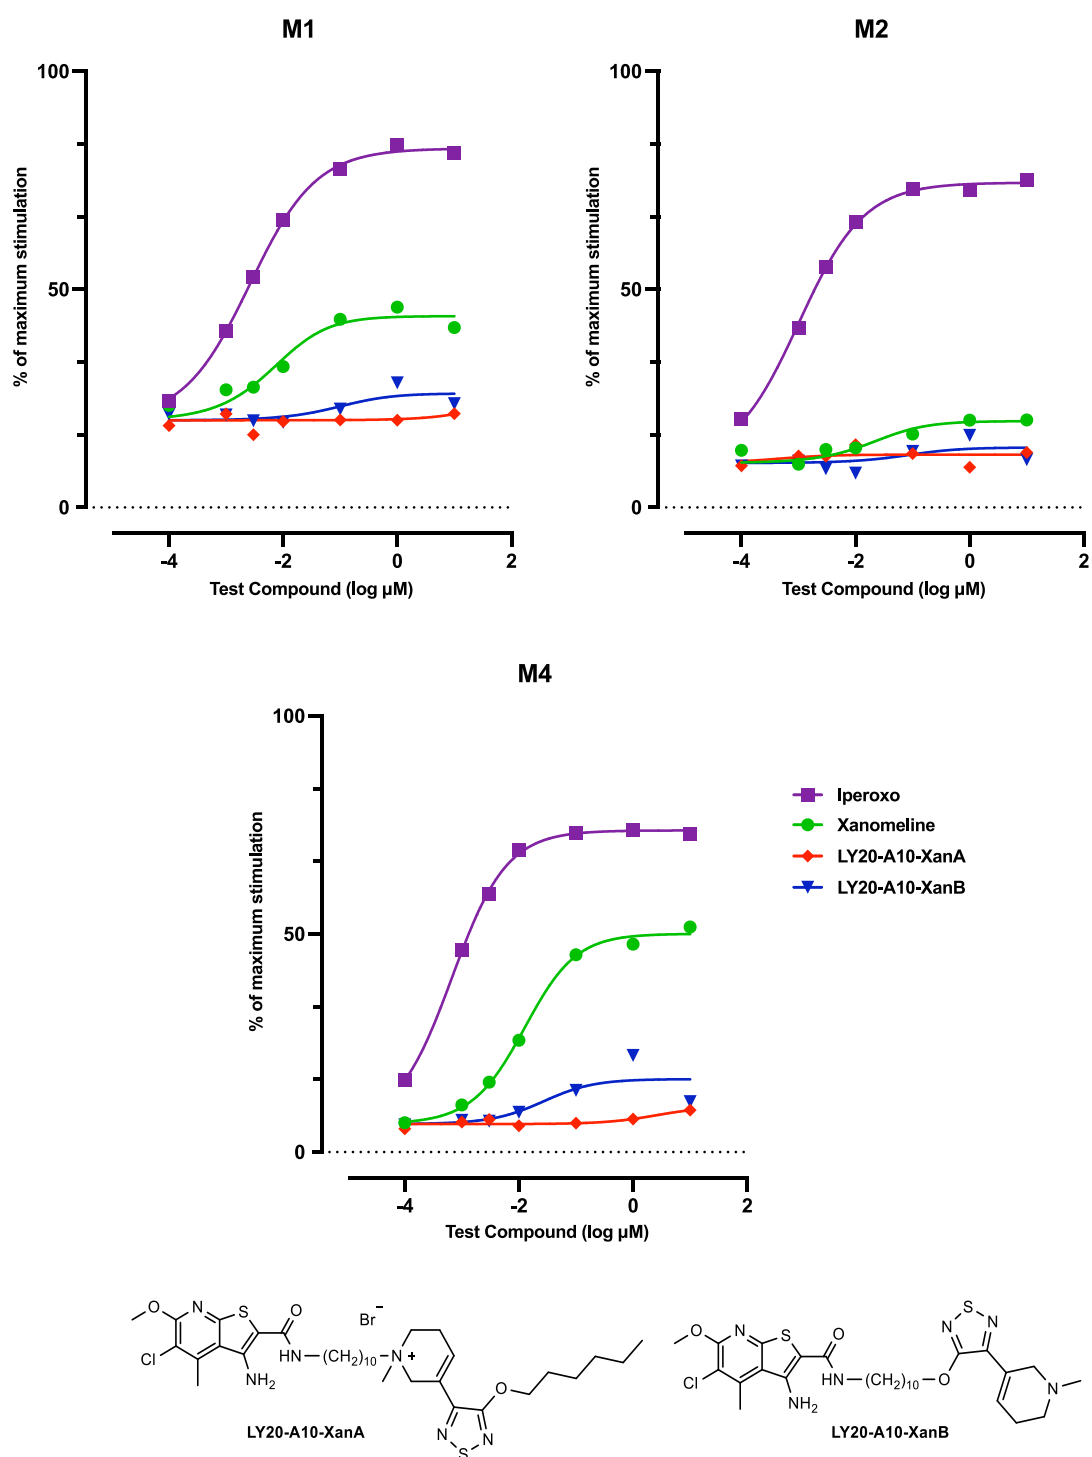 M1
M2
100
50
0
% of maximum stimulation
-4 -2 0 2
Test Compound (log µM)
100
50
0
% of maximum stimulation
-4 -2 0 2
Test Compound (log µM)
M4
100
50
0
% of maximum stimulation
-4 -2 0 2
Test Compound (log µM)
Iperoxo
Xanomeline
LY20-A10-XanA
LY20-A10-XanB
O N S O Br−
Cl NH (CH2)10 N +
NH2 O
N S N
LY20-A10-XanA
O N S O S N N
Cl NH (CH2)10 O N
NH2
LY20-A10-XanB